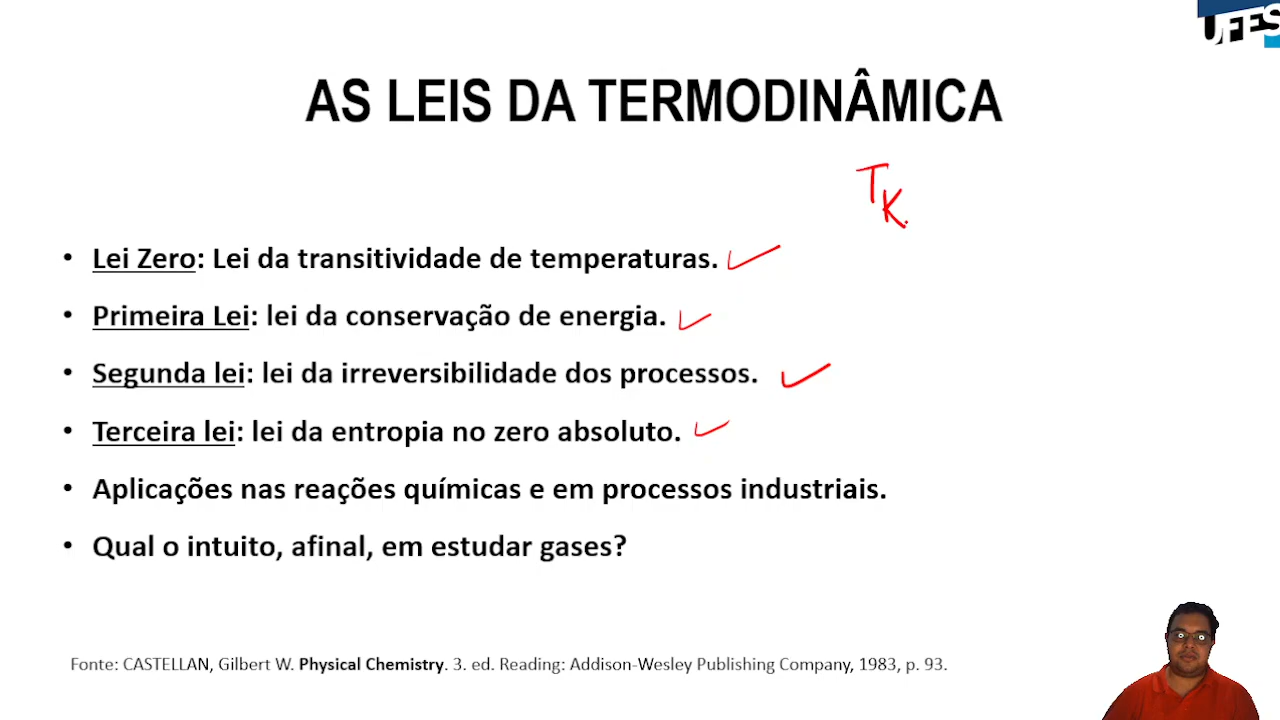 UFES
AS LEIS DA TERMODINÂMICA
T
K.
• Lei Zero: Lei da transitividade de temperaturas.
• Primeira Lei: lei da conservação de energia.
• Segunda lei: lei da irreversibilidade dos processos.
• Terceira lei: lei da entropia no zero absoluto.
• Aplicações nas reações químicas e em processos industriais.
• Qual o intuito, afinal, em estudar gases?
Fonte: CASTELLAN, Gilbert W. Physical Chemistry. 3. ed. Reading: Addison-Wesley Publishing Company, 1983, p. 93.